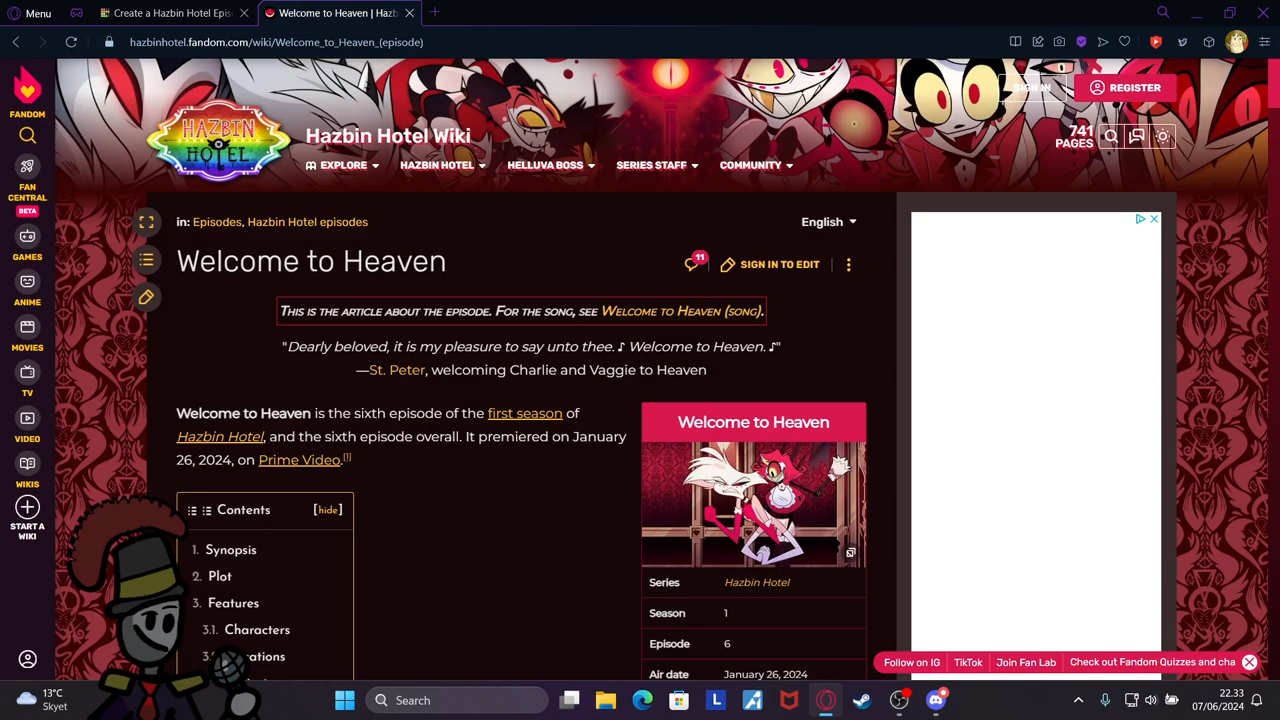 Menu
Create a Hazbin Hotel Epis
Welcome to Heaven | Hazb
hazbinhotel.fandom.com/wiki/Welcome_to_Heaven_(episode)
FANDOM
FAN CENTRAL
BETA
GAMES
ANIME
MOVIES
TV
VIDEO
WIKIS
START A WIKI
HAZBIN HOTEL
Hazbin Hotel Wiki
EXPLORE
HAZBIN HOTEL
HELLUVA BOSS
SERIES STAFF
COMMUNITY
SIGN IN
REGISTER
741 PAGES
in: Episodes, Hazbin Hotel episodes
English
Welcome to Heaven
11
SIGN IN TO EDIT
This is the article about the episode. For the song, see Welcome to Heaven (song).
"Dearly beloved, it is my pleasure to say unto thee. ♪ Welcome to Heaven. ♪"
—St. Peter, welcoming Charlie and Vaggie to Heaven
Welcome to Heaven is the sixth episode of the first season of
Hazbin Hotel, and the sixth episode overall. It premiered on January
26, 2024, on Prime Video.[1]
Contents [hide]
1. Synopsis
2. Plot
3. Features
3.1. Characters
Welcome to Heaven
Series Hazbin Hotel
Season 1
Episode 6
Air date January 26, 2024
Follow on IG
TikTok
Join Fan Lab
Check out Fandom Quizzes and cha
13°C
Skyet
Search
22.33
07/06/2024